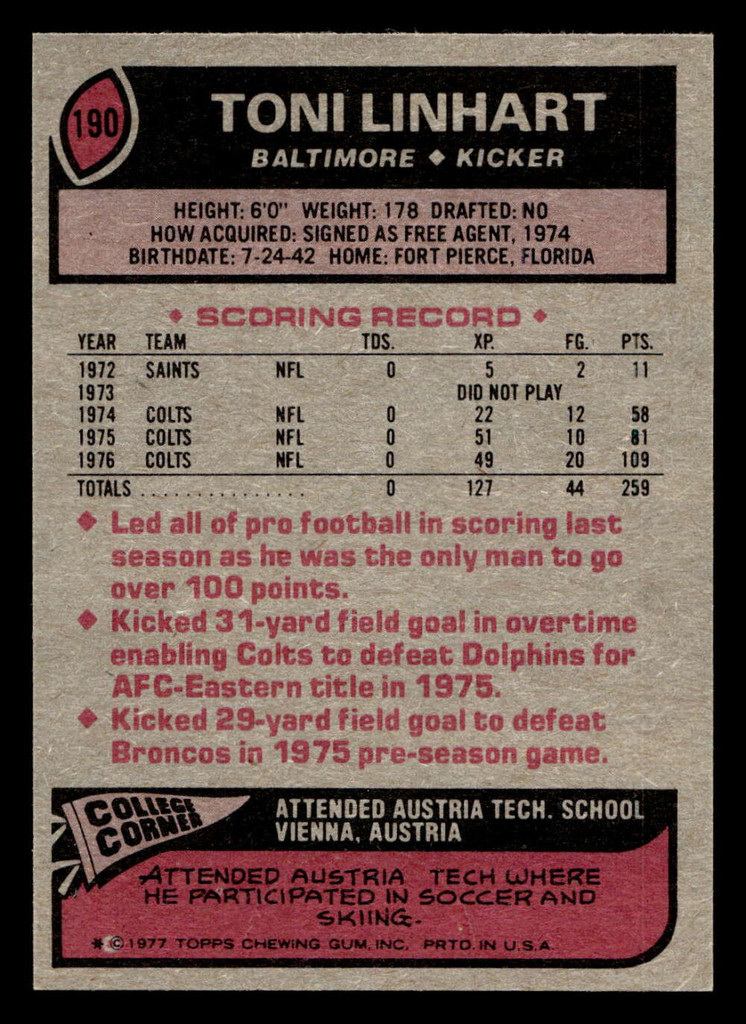 190
TONI LINHART
BALTIMORE ◆ KICKER
HEIGHT: 6'0" WEIGHT: 178 DRAFTED: NO
HOW ACQUIRED: SIGNED AS FREE AGENT, 1974
BIRTHDATE: 7-24-42 HOME: FORT PIERCE, FLORIDA
◆ SCORING RECORD ◆
YEAR TEAM TDS. XP. FG. PTS.
1972 SAINTS NFL 0 5 2 11
1973 DID NOT PLAY
1974 COLTS NFL 0 22 12 58
1975 COLTS NFL 0 51 10 81
1976 COLTS NFL 0 49 20 109
TOTALS ................ 0 127 44 259
◆ Led all of pro football in scoring last
season as he was the only man to go
over 100 points.
◆ Kicked 31-yard field goal in overtime
enabling Colts to defeat Dolphins for
AFC-Eastern title in 1975.
◆ Kicked 29-yard field goal to defeat
Broncos in 1975 pre-season game.
COLLEGE
CORNER
ATTENDED AUSTRIA TECH. SCHOOL
VIENNA, AUSTRIA
ATTENDED AUSTRIA TECH WHERE
HE PARTICIPATED IN SOCCER AND
SKIING.
*©1977 TOPPS CHEWING GUM, INC. PRTD. IN U.S.A.